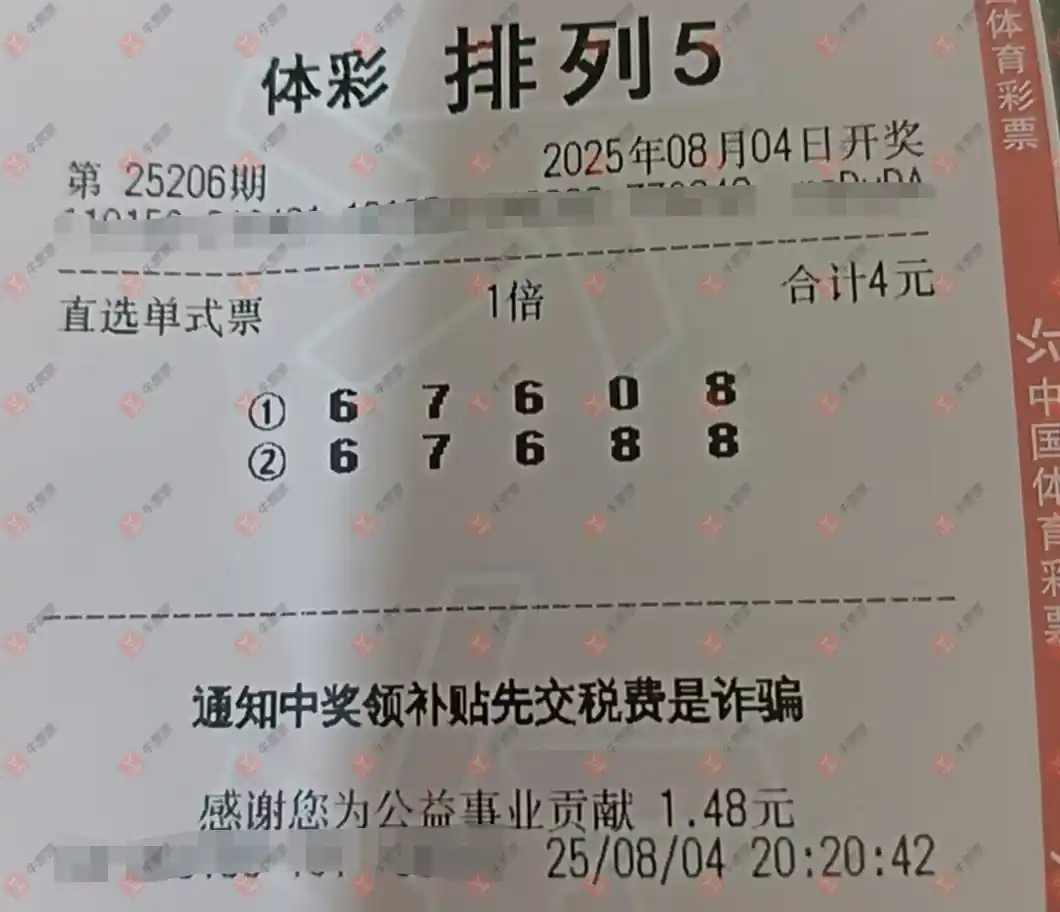 体彩 排列5
第 25206期 2025年08月04日开奖
直选单式票 1倍 合计4元
① 6 7 6 0 8
② 6 7 6 8 8
通知中奖领补贴先交税费是诈骗
感谢您为公益事业贡献 1.48元
25/08/04 20:20:42
体育彩票
中国体育彩票